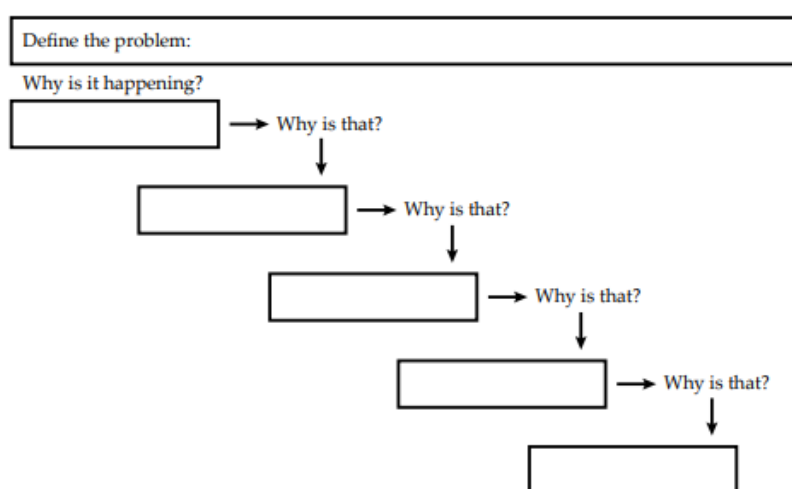 Define the problem:
Why is it happening?
Why is that?
Why is that?
Why is that?
Why is that?